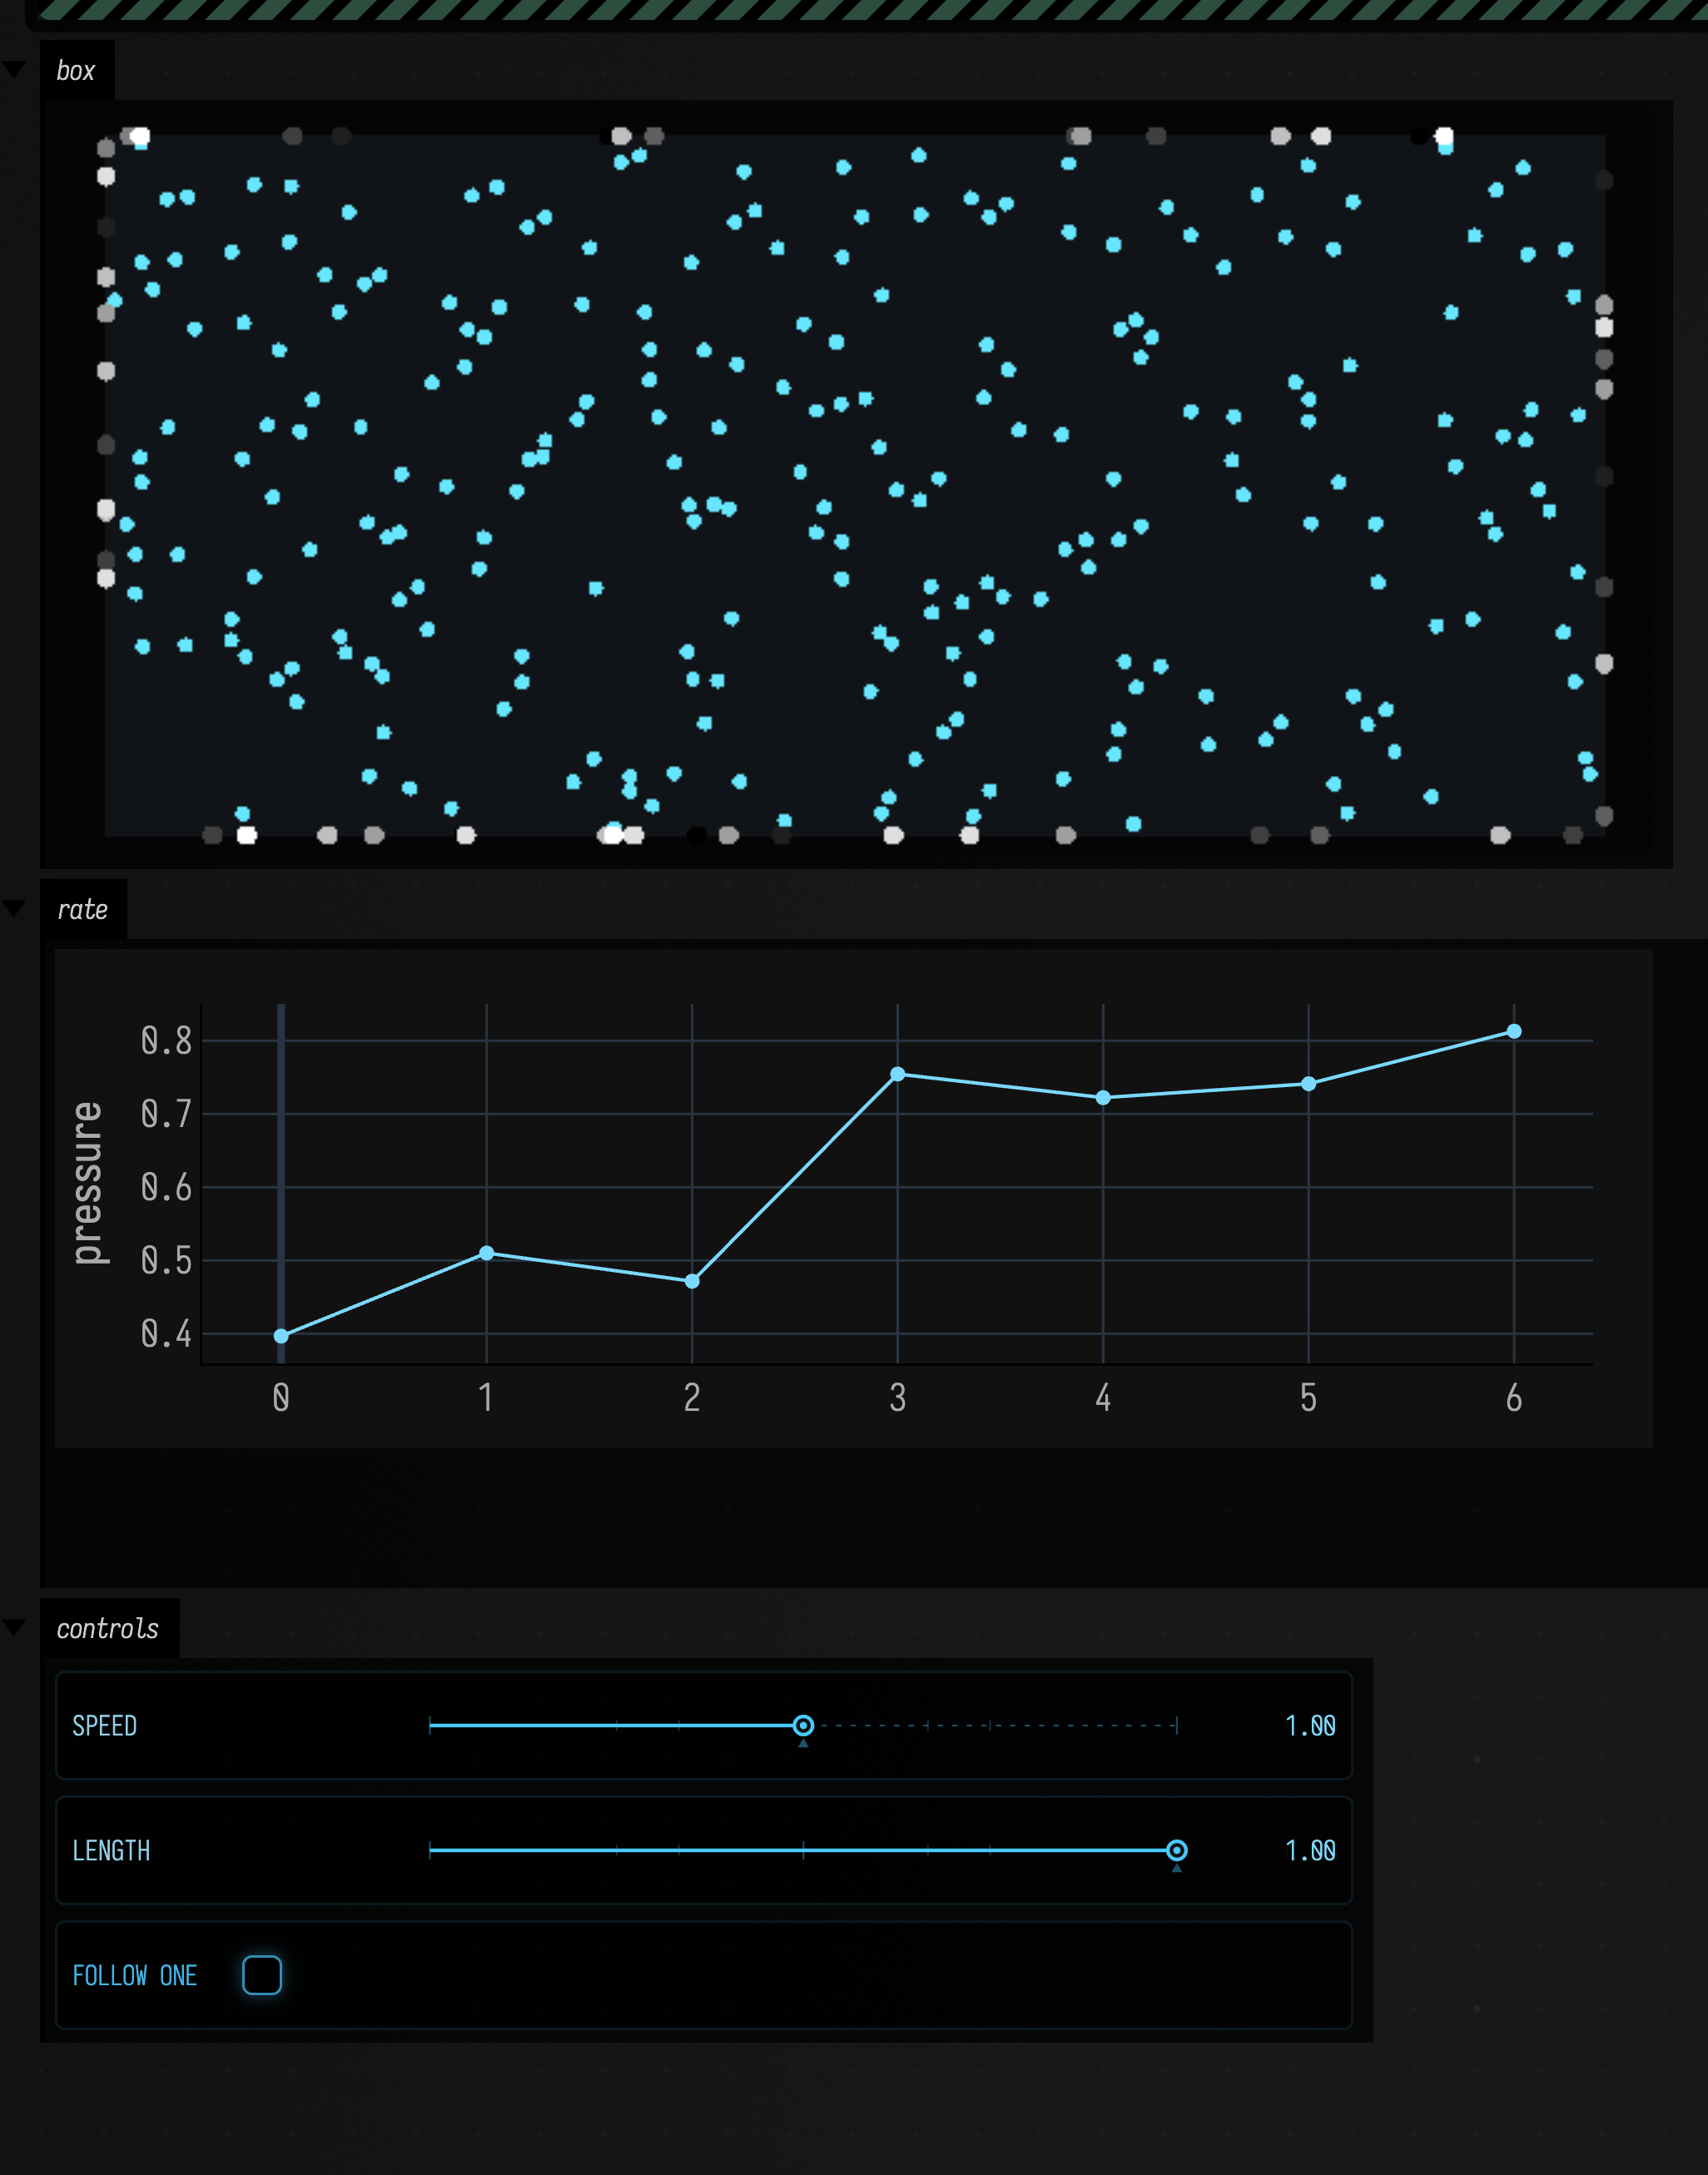 box
rate
0.8
0.7
0.6
0.5
0.4
pressure
0 1 2 3 4 5 6
controls
SPEED 1.00
LENGTH 1.00
FOLLOW ONE